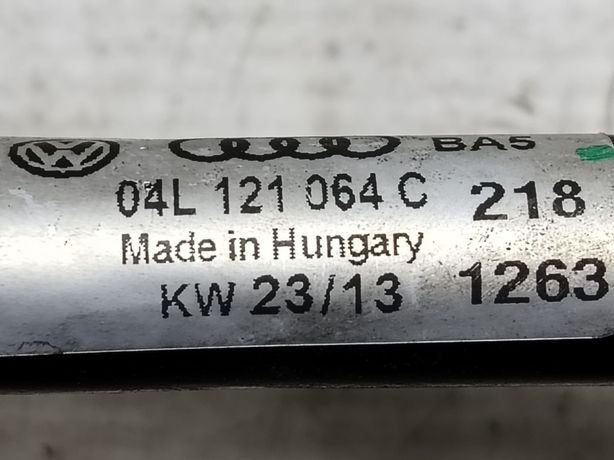 BA5
04L 121 064 C 218
Made in Hungary
KW 23/13 1263